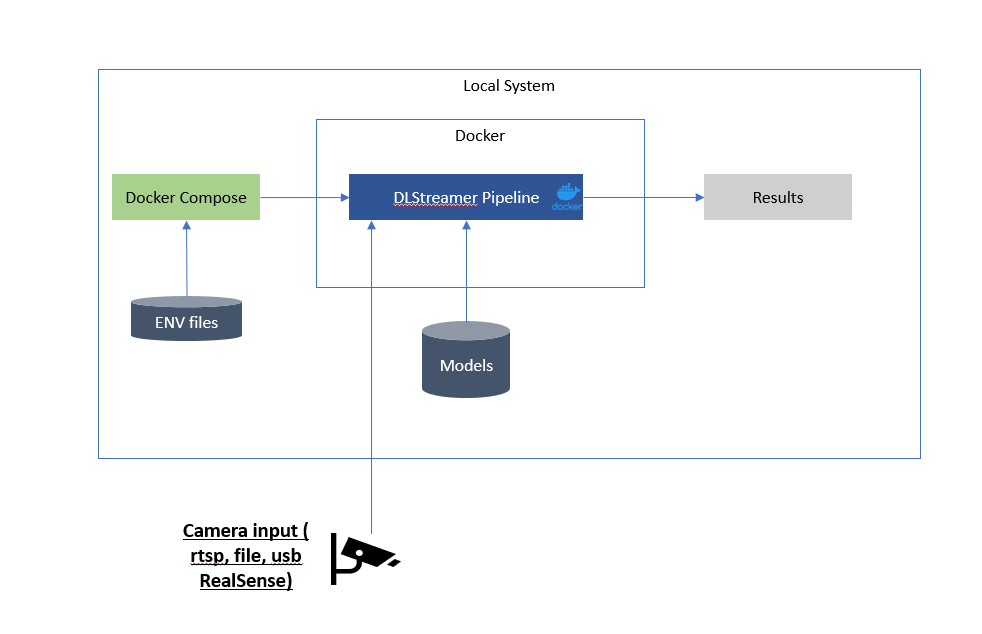 Local System
Docker
Docker Compose
DLStreamer Pipeline
docker
Results
ENV files
Models
Camera input (
rtsp, file, usb
RealSense)